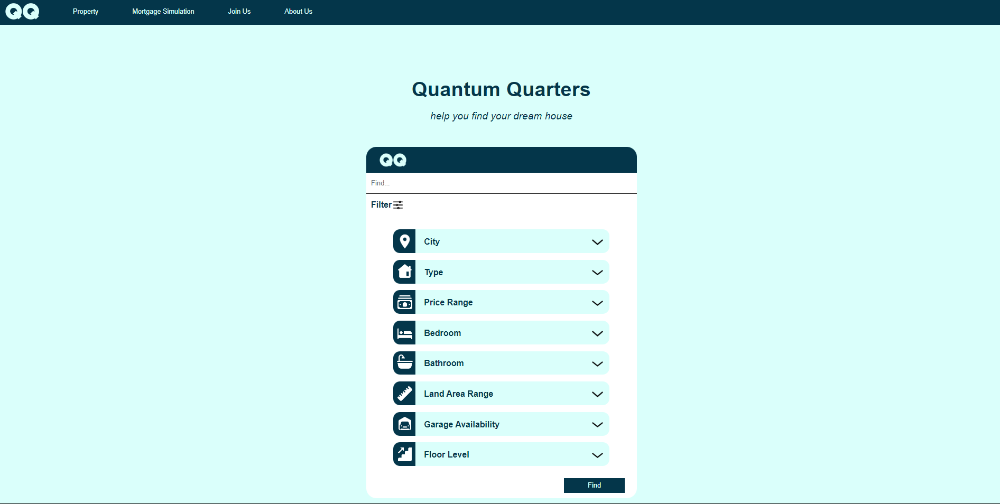 QQ Property Mortgage Simulation Join Us About Us
Quantum Quarters
help you find your dream house
QQ
Find...
Filter
City
Type
Price Range
Bedroom
Bathroom
Land Area Range
Garage Availability
Floor Level
Find